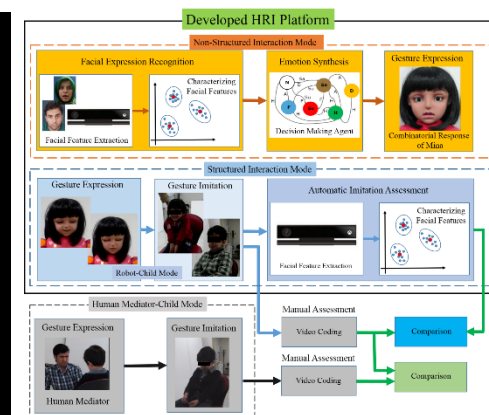 Developed HRI Platform
Non-Structured Interaction Mode
Facial Expression Recognition
Characterizing
Facial Features
Facial Feature Extraction
Emotion Synthesis
Decision Making Agent
Gesture Expression
Combinatorial Response
of Mina
Structured Interaction Mode
Gesture Expression
Gesture Imitation
Robot-Child Mode
Automatic Imitation Assessment
Characterizing
Facial Features
Facial Feature Extraction
Human Mediator-Child Mode
Gesture Expression
Gesture Imitation
Human Mediator
Manual Assessment
Video Coding
Comparison
Manual Assessment
Video Coding
Comparison